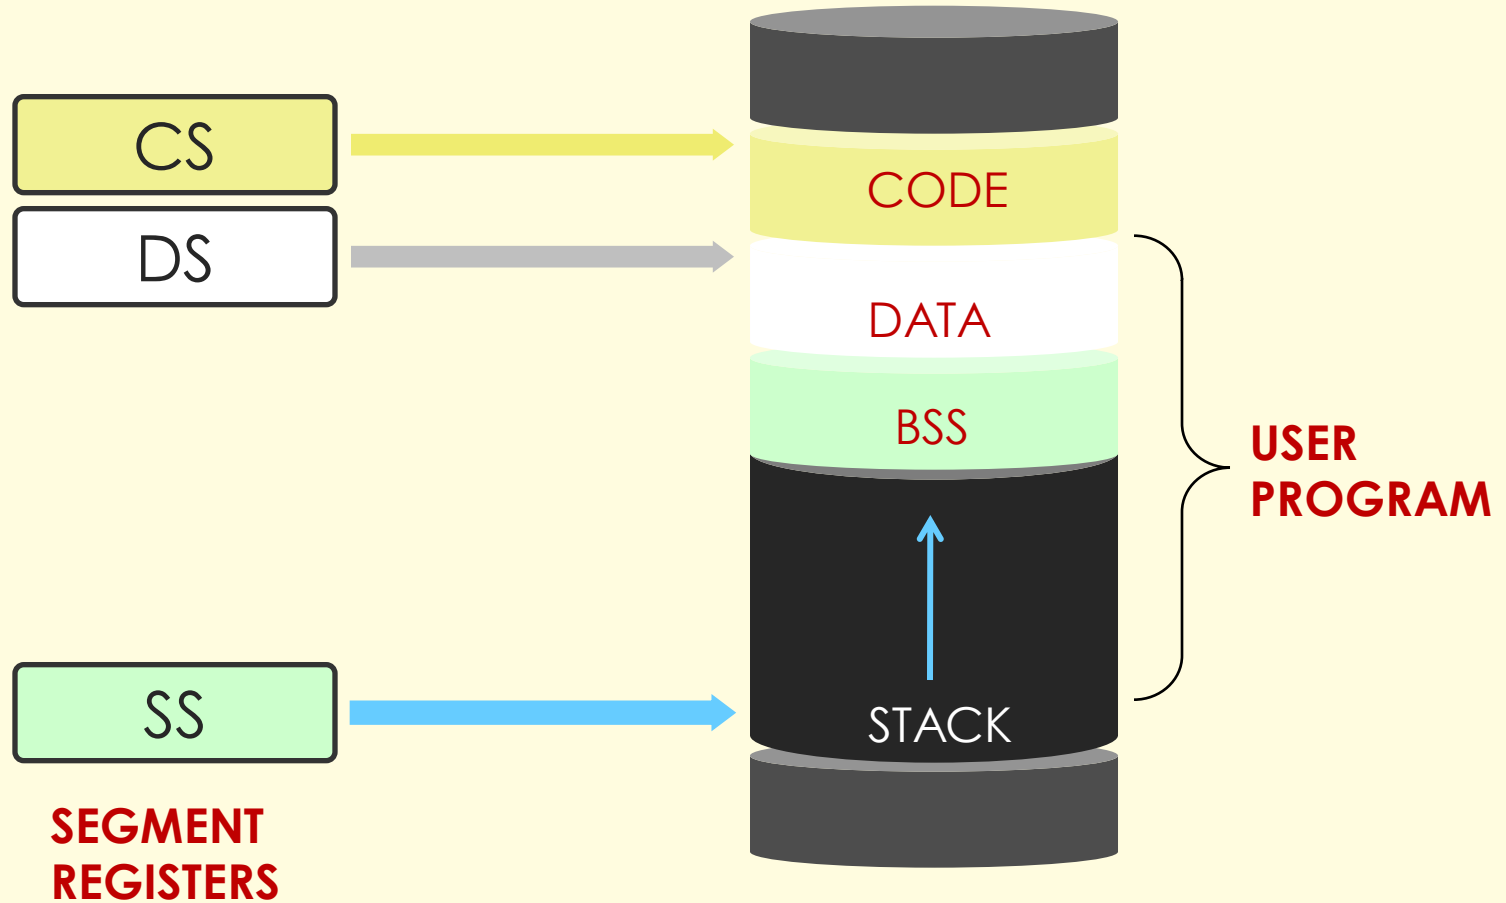 CS
DS
SS
SEGMENT
REGISTERS
CODE
DATA
BSS
STACK
USER
PROGRAM